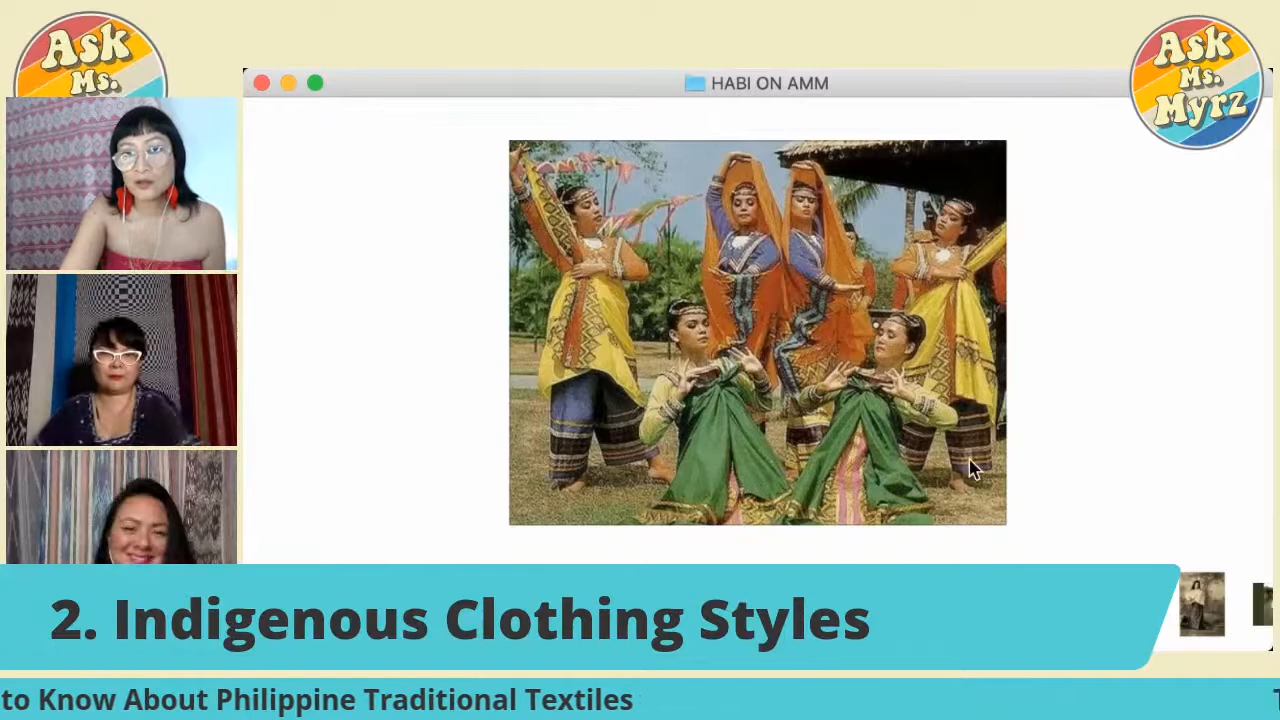 Ask
Ms.
HABI ON AMM
Ask
Ms.
Myrz
2. Indigenous Clothing Styles
to Know About Philippine Traditional Textiles